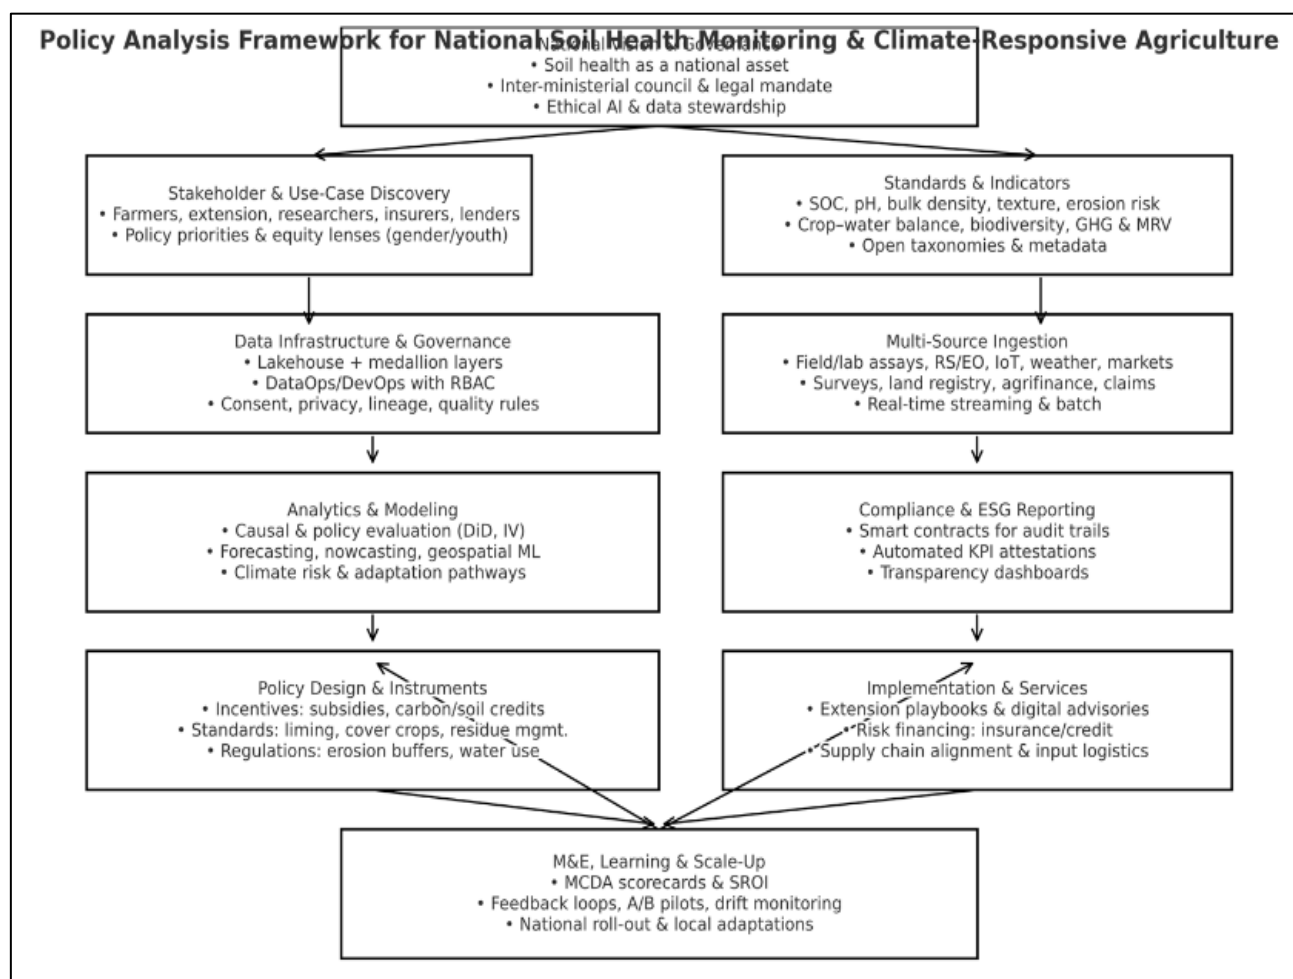 Policy Analysis Framework for National Soil Health Monitoring & Climate-Responsive Agriculture
National Vision & Governance
• Soil health as a national asset
• Inter-ministerial council & legal mandate
• Ethical AI & data stewardship
Stakeholder & Use-Case Discovery
• Farmers, extension, researchers, insurers, lenders
• Policy priorities & equity lenses (gender/youth)
Standards & Indicators
• SOC, pH, bulk density, texture, erosion risk
• Crop–water balance, biodiversity, GHG & MRV
• Open taxonomies & metadata
Data Infrastructure & Governance
• Lakehouse + medallion layers
• DataOps/DevOps with RBAC
• Consent, privacy, lineage, quality rules
Multi-Source Ingestion
• Field/lab assays, RS/EO, IoT, weather, markets
• Surveys, land registry, agrifinance, claims
• Real-time streaming & batch
Analytics & Modeling
• Causal & policy evaluation (DiD, IV)
• Forecasting, nowcasting, geospatial ML
• Climate risk & adaptation pathways
Compliance & ESG Reporting
• Smart contracts for audit trails
• Automated KPI attestations
• Transparency dashboards
Policy Design & Instruments
• Incentives: subsidies, carbon/soil credits
• Standards: liming, cover crops, residue mgmt.
• Regulations: erosion buffers, water use
Implementation & Services
• Extension playbooks & digital advisories
• Risk financing: insurance/credit
• Supply chain alignment & input logistics
M&E, Learning & Scale-Up
• MCDA scorecards & SROI
• Feedback loops, A/B pilots, drift monitoring
• National roll-out & local adaptations